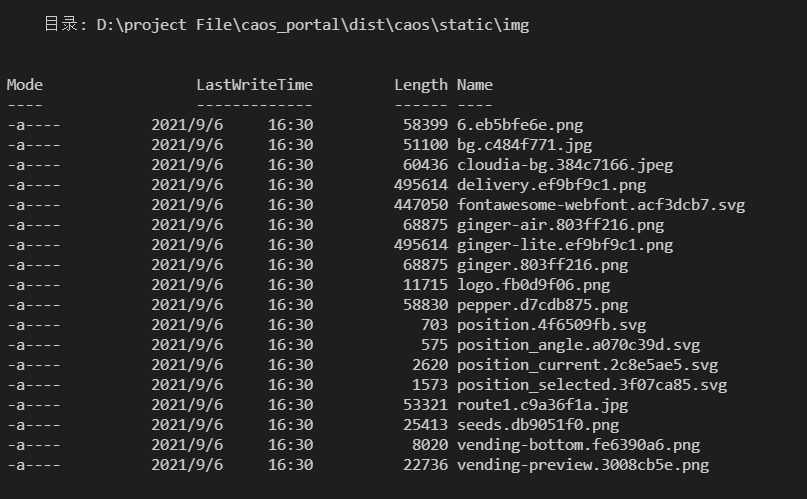 目录: D:\project File\caos_portal\dist\caos\static\img
Mode LastWriteTime Length Name
---- ------------- ------ ----
-a---- 2021/9/6 16:30 58399 6.eb5bfe6e.png
-a---- 2021/9/6 16:30 51100 bg.c484f771.jpg
-a---- 2021/9/6 16:30 60436 cloudia-bg.384c7166.jpeg
-a---- 2021/9/6 16:30 495614 delivery.ef9bf9c1.png
-a---- 2021/9/6 16:30 447050 fontawesome-webfont.acf3dcb7.svg
-a---- 2021/9/6 16:30 68875 ginger-air.803ff216.png
-a---- 2021/9/6 16:30 495614 ginger-lite.ef9bf9c1.png
-a---- 2021/9/6 16:30 68875 ginger.803ff216.png
-a---- 2021/9/6 16:30 11715 logo.fb0d9f06.png
-a---- 2021/9/6 16:30 58830 pepper.d7cdb875.png
-a---- 2021/9/6 16:30 703 position.4f6509fb.svg
-a---- 2021/9/6 16:30 575 position_angle.a070c39d.svg
-a---- 2021/9/6 16:30 2620 position_current.2c8e5ae5.svg
-a---- 2021/9/6 16:30 1573 position_selected.3f07ca85.svg
-a---- 2021/9/6 16:30 53321 route1.c9a36f1a.jpg
-a---- 2021/9/6 16:30 25413 seeds.db9051f0.png
-a---- 2021/9/6 16:30 8020 vending-bottom.fe6390a6.png
-a---- 2021/9/6 16:30 22736 vending-preview.3008cb5e.png